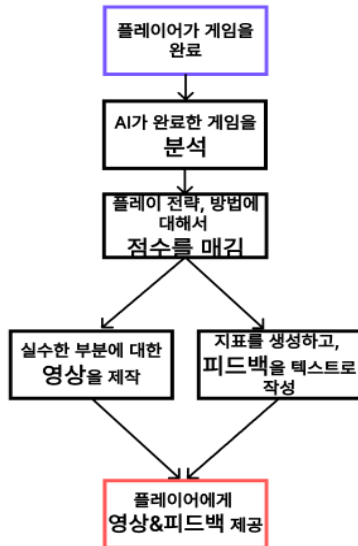 플레이어가 게임을
완료
AI가 완료한 게임을
분석
플레이 전략, 방법에
대해서
점수를 매김
실수한 부분에 대한
영상을 제작
지표를 생성하고,
피드백을 텍스트로
작성
플레이어에게
영상&피드백 제공